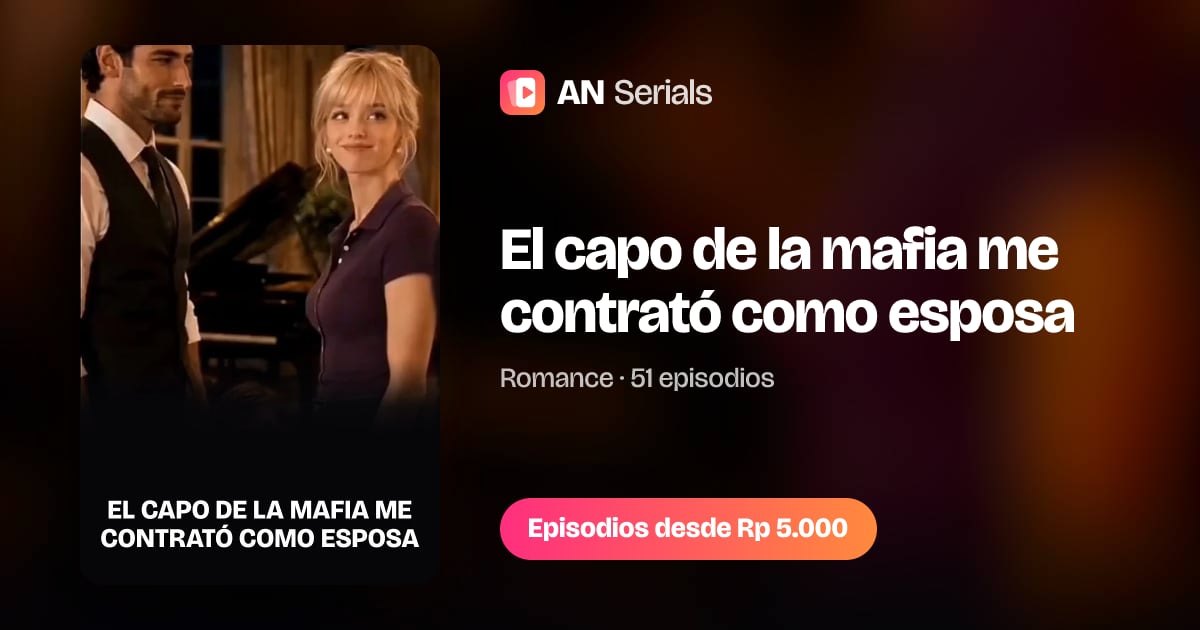 EL CAPO DE LA MAFIA ME
CONTRATÓ COMO ESPOSA
AN Serials
El capo de la mafia me
contrató como esposa
Romance · 51 episodios
Episodios desde Rp 5.000